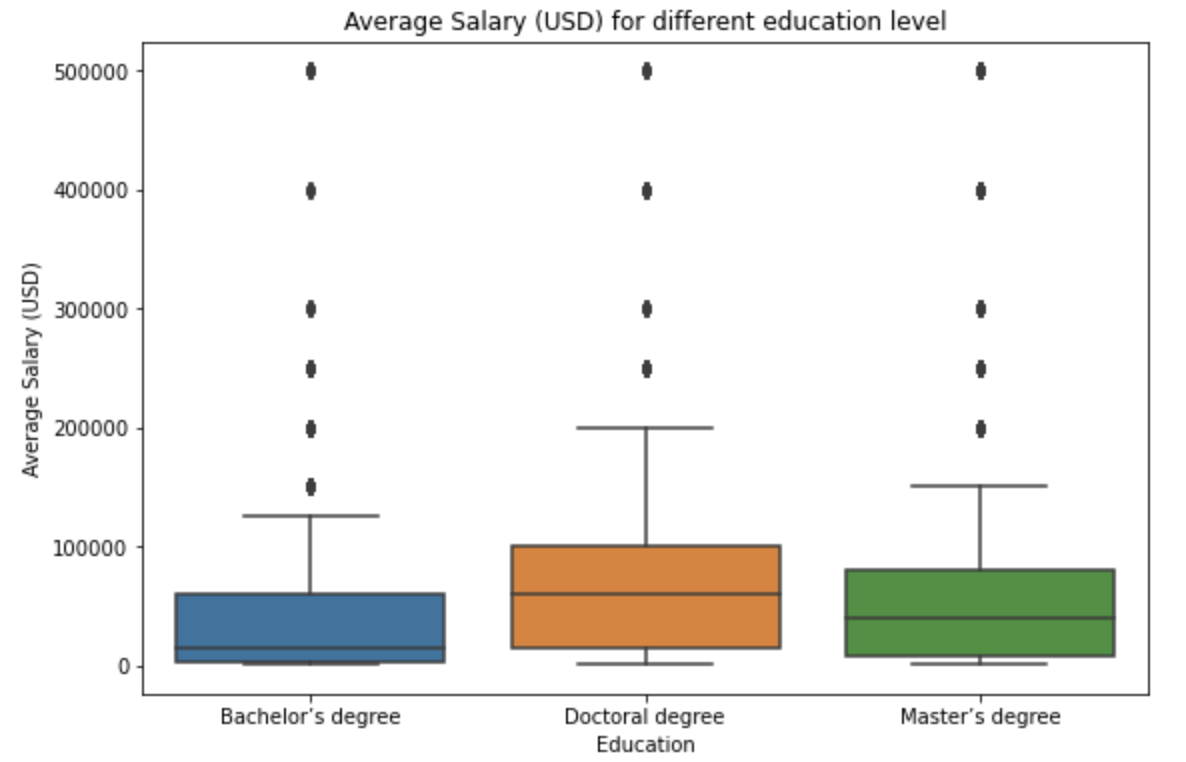 Average Salary (USD) for different education level
500000
400000
300000
200000
100000
0
Average Salary (USD)
Bachelor’s degree
Doctoral degree
Master’s degree
Education